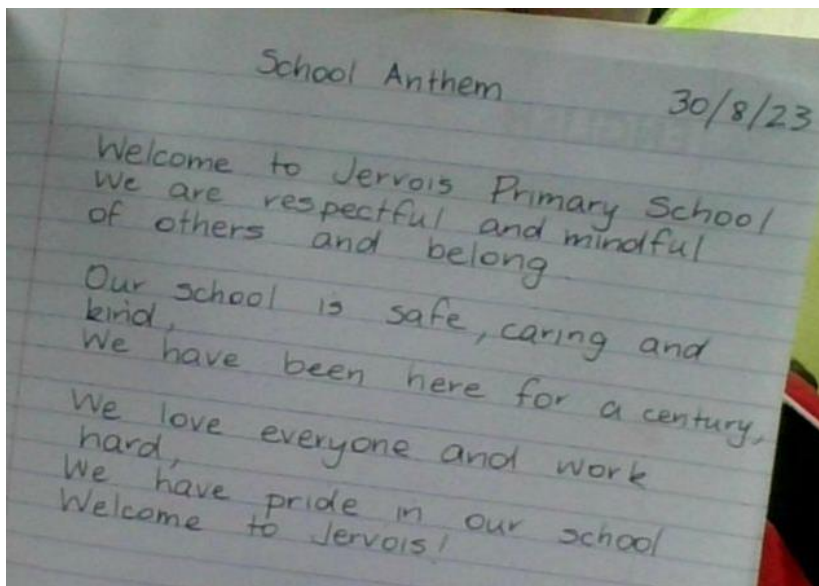 School Anthem
30/8/23
Welcome to Jervois Primary School
We are respectful and mindful
of others and belong.
Our school is safe, caring and
kind,
We have been here for a century,
We love everyone and work
hard,
We have pride in our school
Welcome to Jervois!